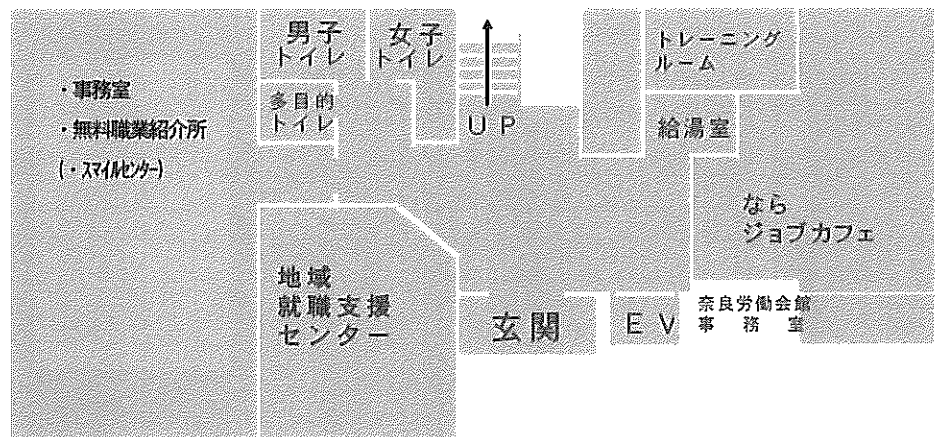 男子
トイレ
女子
トイレ
トレーニング
ルーム
・事務室
・無料職業紹介所
(・スマイルセンター)
多目的
トイレ
UP
給湯室
なら
ジョブカフェ
地域
就職支援
センター
玄関
EV
奈良労働会館
事務室